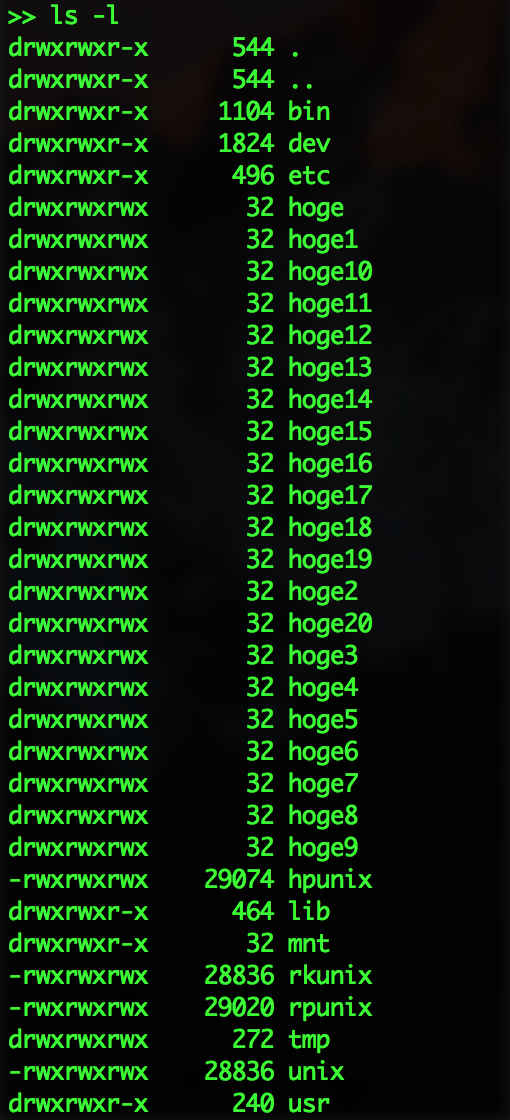 >> ls -l
drwxrwxr-x      544 .
drwxrwxr-x      544 ..
drwxrwxr-x     1104 bin
drwxrwxr-x     1824 dev
drwxrwxr-x      496 etc
drwxrwxrwx       32 hoge
drwxrwxrwx       32 hoge1
drwxrwxrwx       32 hoge10
drwxrwxrwx       32 hoge11
drwxrwxrwx       32 hoge12
drwxrwxrwx       32 hoge13
drwxrwxrwx       32 hoge14
drwxrwxrwx       32 hoge15
drwxrwxrwx       32 hoge16
drwxrwxrwx       32 hoge17
drwxrwxrwx       32 hoge18
drwxrwxrwx       32 hoge19
drwxrwxrwx       32 hoge2
drwxrwxrwx       32 hoge20
drwxrwxrwx       32 hoge3
drwxrwxrwx       32 hoge4
drwxrwxrwx       32 hoge5
drwxrwxrwx       32 hoge6
drwxrwxrwx       32 hoge7
drwxrwxrwx       32 hoge8
drwxrwxrwx       32 hoge9
-rwxrwxrwx    29074 hpunix
drwxrwxr-x      464 lib
drwxrwxr-x       32 mnt
-rwxrwxrwx    28836 rkunix
-rwxrwxrwx    29020 rpunix
drwxrwxrwx      272 tmp
-rwxrwxrwx    28836 unix
drwxrwxr-x      240 usr